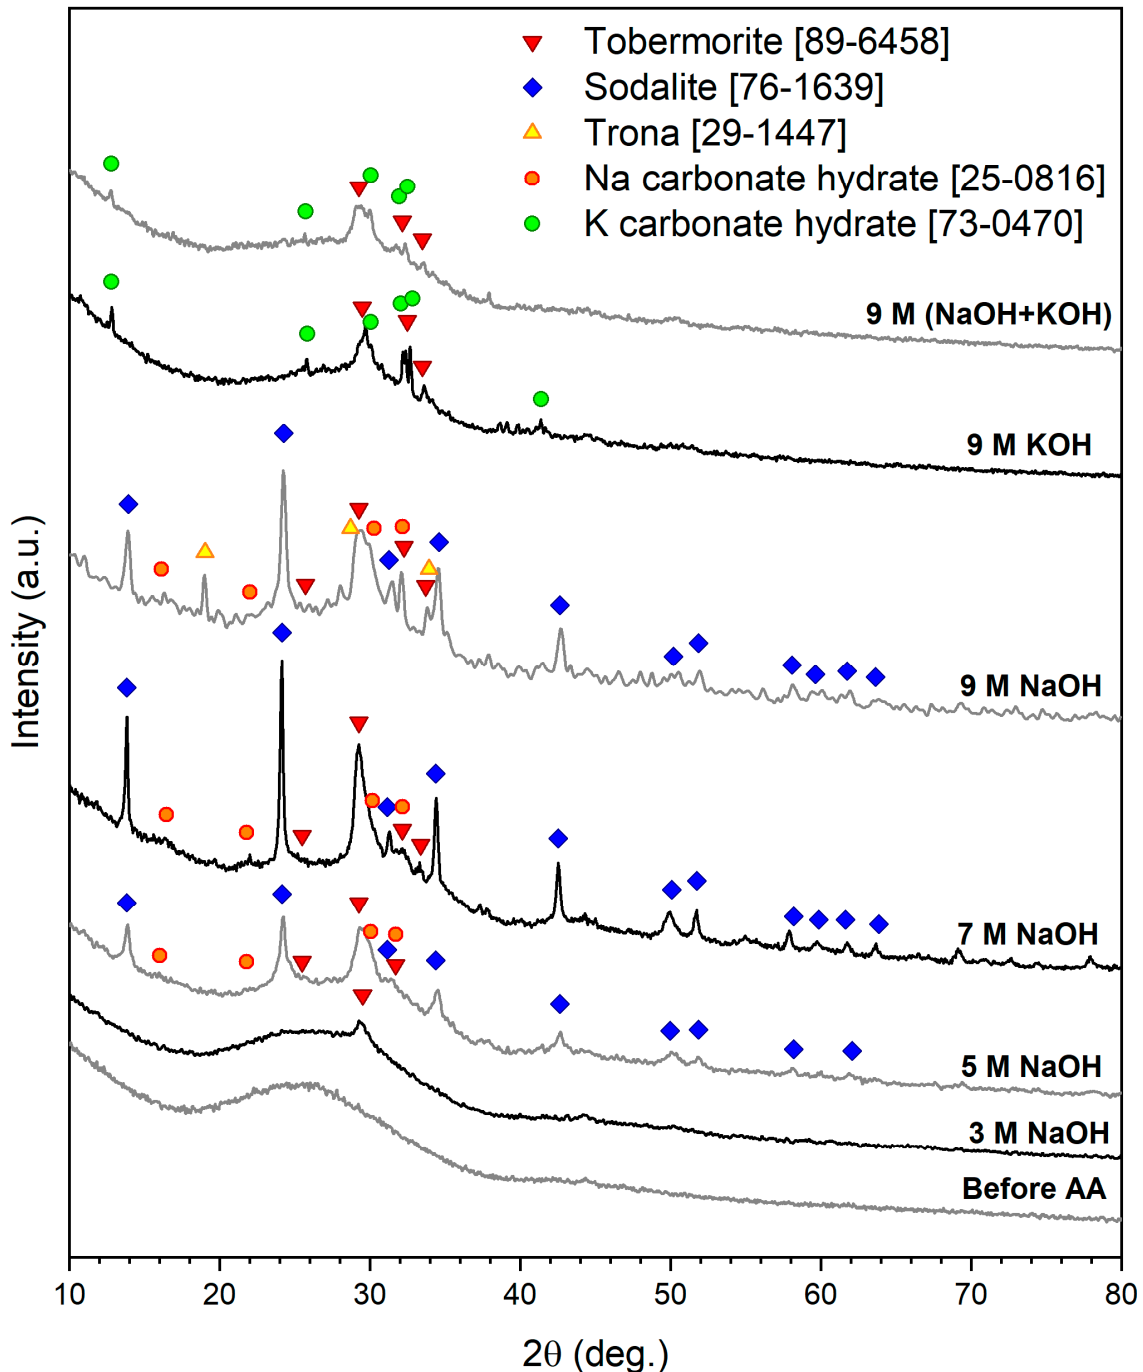 Tobermorite [89-6458]
Sodalite [76-1639]
Trona [29-1447]
Na carbonate hydrate [25-0816]
K carbonate hydrate [73-0470]
9 M (NaOH+KOH)
9 M KOH
9 M NaOH
7 M NaOH
5 M NaOH
3 M NaOH
Before AA
Intensity (a.u.)
10 20 30 40 50 60 70 80
2θ (deg.)